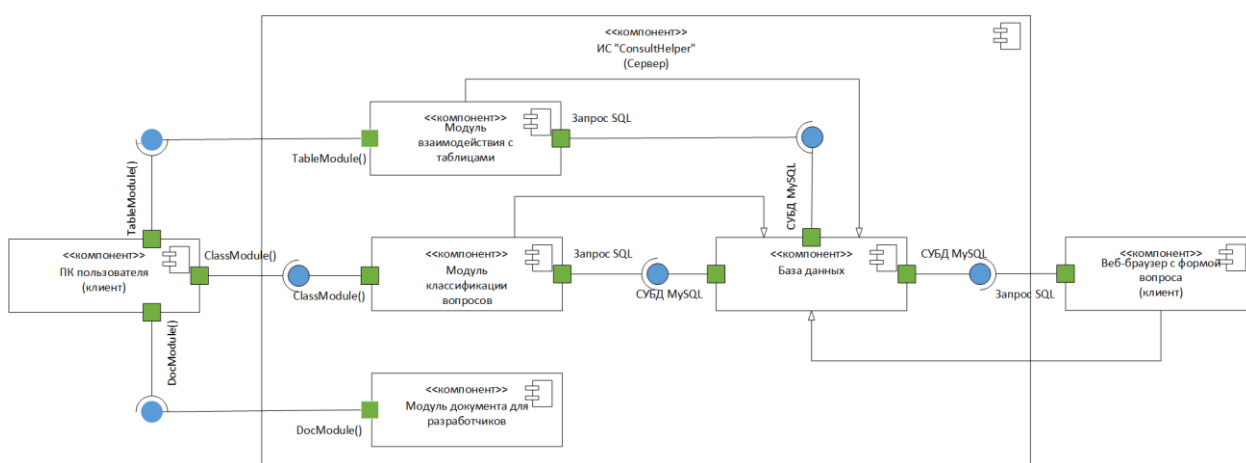 <<компонент>>
ИС "ConsultHelper"
(Сервер)
<<компонент>>
Модуль
взаимодействия с
таблицами
Запрос SQL
TableModule()
СУБД MySQL
TableModule()
<<компонент>>
ПК пользователя
(клиент)
ClassModule()
ClassModule()
<<компонент>>
Модуль
классификации
вопросов
Запрос SQL
СУБД MySQL
<<компонент>>
База данных
СУБД MySQL
Запрос SQL
<<компонент>>
Веб-браузер с формой
вопроса
(клиент)
DocModule()
<<компонент>>
Модуль документа для
разработчиков
DocModule()